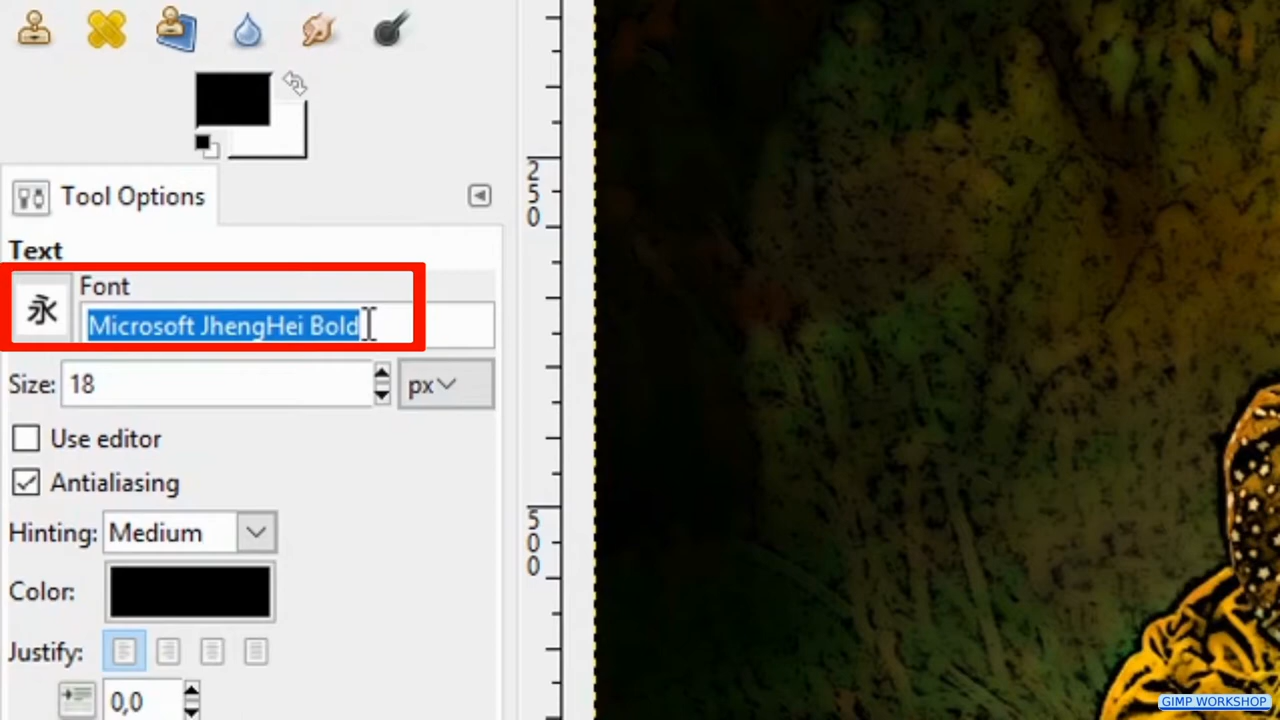 Tool Options
Text
永
Font
Microsoft JhengHei Bold
Size: 18 px
Use editor
Antialiasing
Hinting: Medium
Color:
Justify:
0,0
250
500
GIMP WORKSHOP